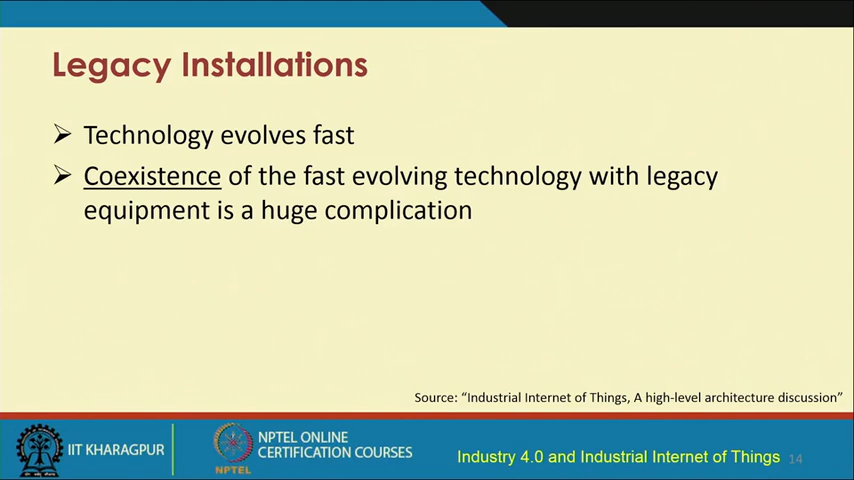 Legacy Installations
➢ Technology evolves fast
➢ Coexistence of the fast evolving technology with legacy
equipment is a huge complication
Source: “Industrial Internet of Things, A high-level architecture discussion”
IIT KHARAGPUR
NPTEL
NPTEL ONLINE
CERTIFICATION COURSES
Industry 4.0 and Industrial Internet of Things 14